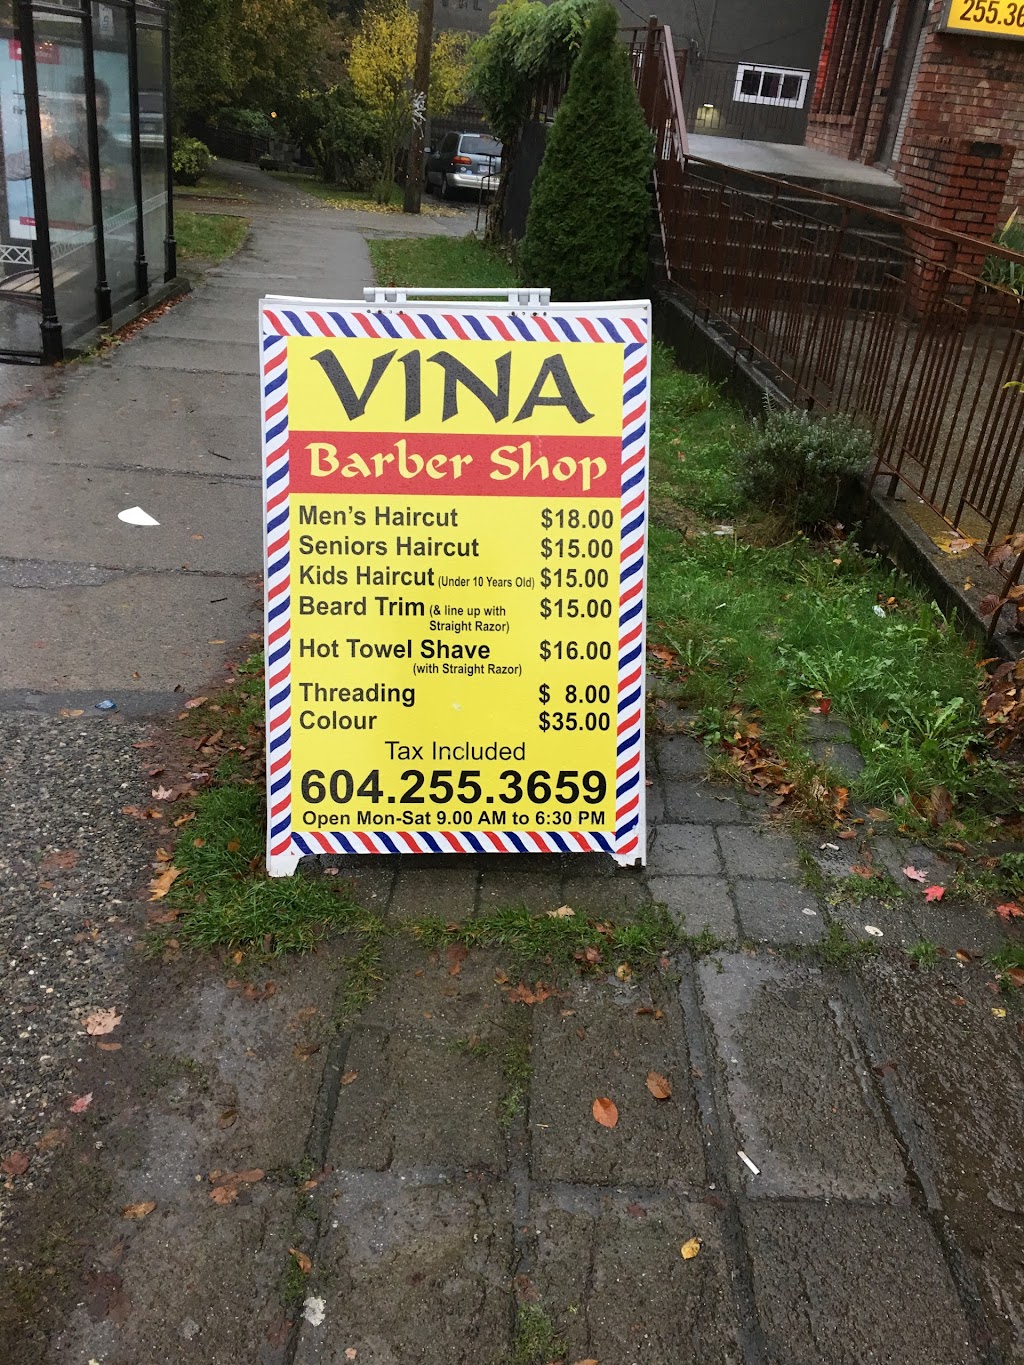 255.36
VINA
Barber Shop
Men's Haircut $18.00
Seniors Haircut $15.00
Kids Haircut (Under 10 Years Old) $15.00
Beard Trim (& line up with $15.00
Straight Razor)
Hot Towel Shave $16.00
(with Straight Razor)
Threading $ 8.00
Colour $35.00
Tax Included
604.255.3659
Open Mon-Sat 9.00 AM to 6:30 PM